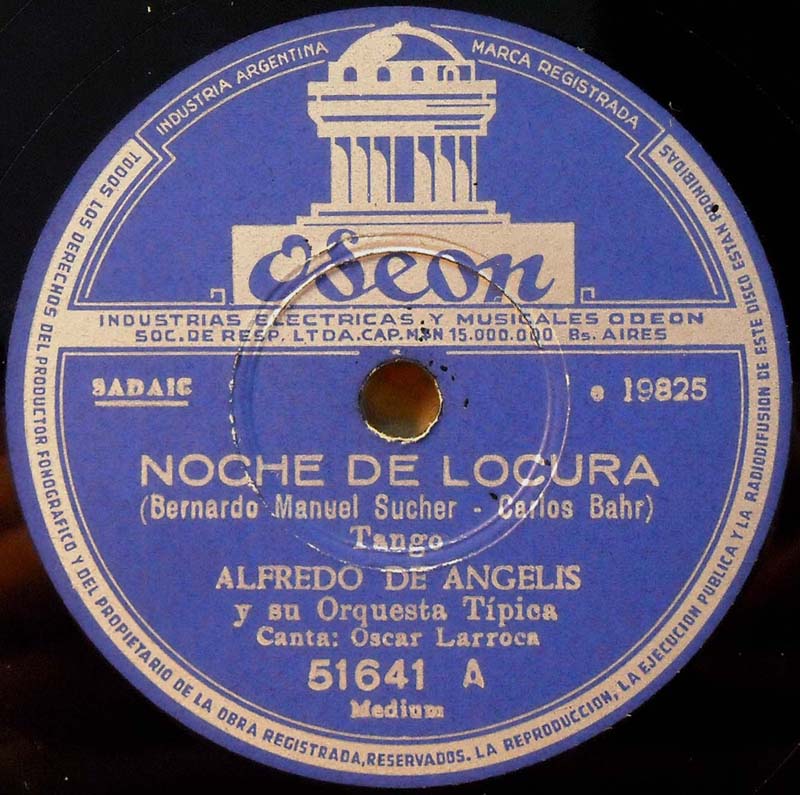 INDUSTRIA ARGENTINA
MARCA REGISTRADA
Odeon
INDUSTRIAS ELECTRICAS Y MUSICALES ODEON
SOC. DE RESP. LTDA. CAP. M$N 15.000.000 Bs. AIRES
SADAIC
e 19825
NOCHE DE LOCURA
(Bernardo Manuel Sucher - Carlos Bahr)
Tango
ALFREDO DE ANGELIS
y su Orquesta Típica
Canta: Oscar Larroca
51641 A
Medium
TODOS LOS DERECHOS DEL PRODUCTOR FONOGRAFICO Y DEL PROPIETARIO DE LA OBRA REGISTRADA, RESERVADOS. LA REPRODUCCION, LA EJECUCION PUBLICA Y LA RADIODIFUSION DE ESTE DISCO ESTAN PROHIBIDAS